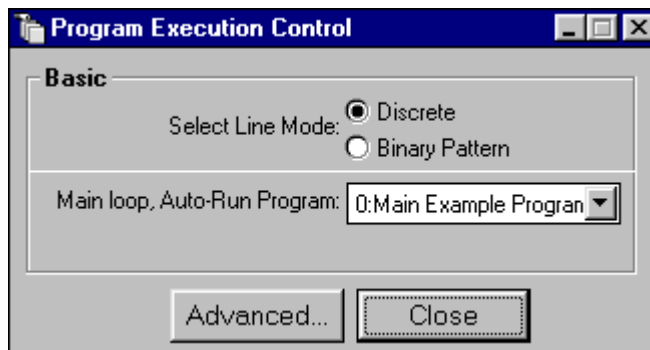 Program Execution Control
Basic
Select Line Mode: Discrete
Binary Pattern
Main loop, Auto-Run Program: 0:Main Example Progran
Advanced... Close